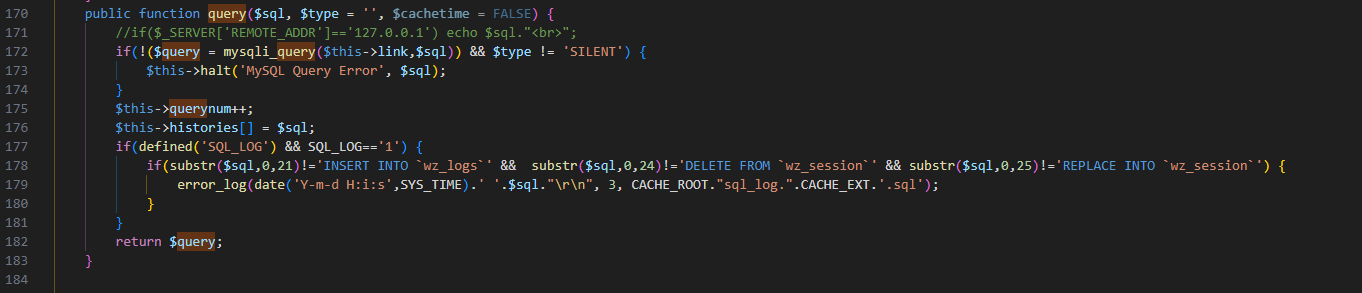 170 public function query($sql, $type = '', $cachetime = FALSE) {
171 //if($_SERVER['REMOTE_ADDR']=='127.0.0.1') echo $sql."<br>";
172 if(!($query = mysqli_query($this->link,$sql)) && $type != 'SILENT') {
173 $this->halt('MySQL Query Error', $sql);
174 }
175 $this->querynum++;
176 $this->histories[] = $sql;
177 if(defined('SQL_LOG') && SQL_LOG=='1') {
178 if(substr($sql,0,21)!='INSERT INTO `wz_logs`' &&  substr($sql,0,24)!='DELETE FROM `wz_session`' && substr($sql,0,25)!='REPLACE INTO `wz_session`') {
179 error_log(date('Y-m-d H:i:s',SYS_TIME).' '.$sql."\r\n", 3, CACHE_ROOT."sql_log.".CACHE_EXT.'.sql');
180 }
181 }
182 return $query;
183 }
184